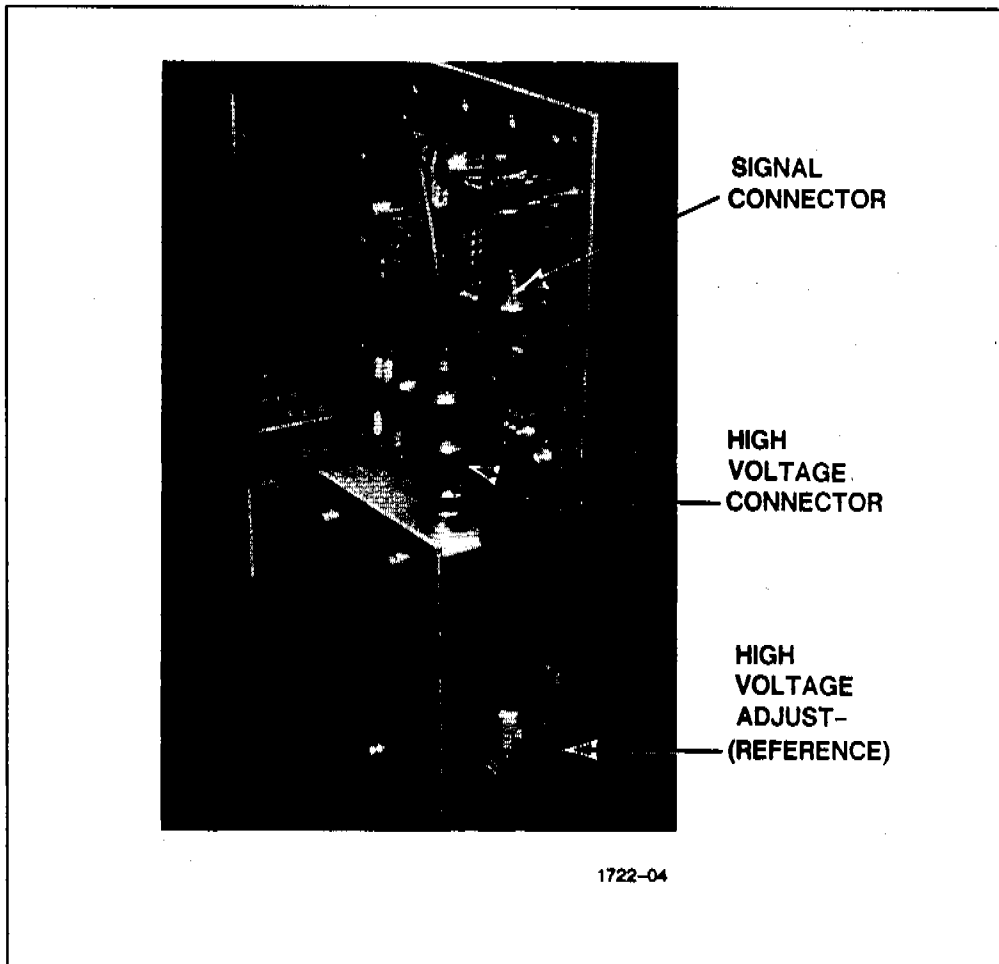 SIGNAL
CONNECTOR
HIGH
VOLTAGE
CONNECTOR
HIGH
VOLTAGE
ADJUST-
(REFERENCE)
1722-04